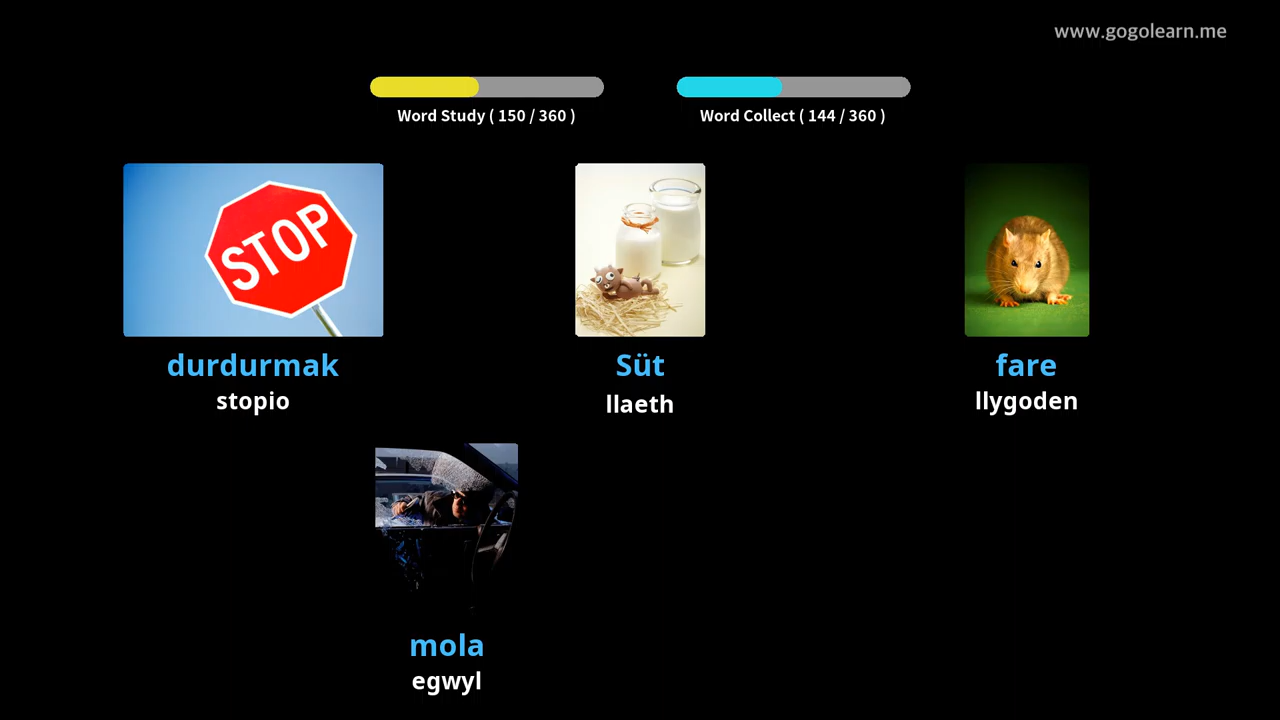 www.gogolearn.me
Word Study ( 150 / 360 )
Word Collect ( 144 / 360 )
STOP
durdurmak
stopio
Süt
llaeth
fare
llygoden
mola
egwyl